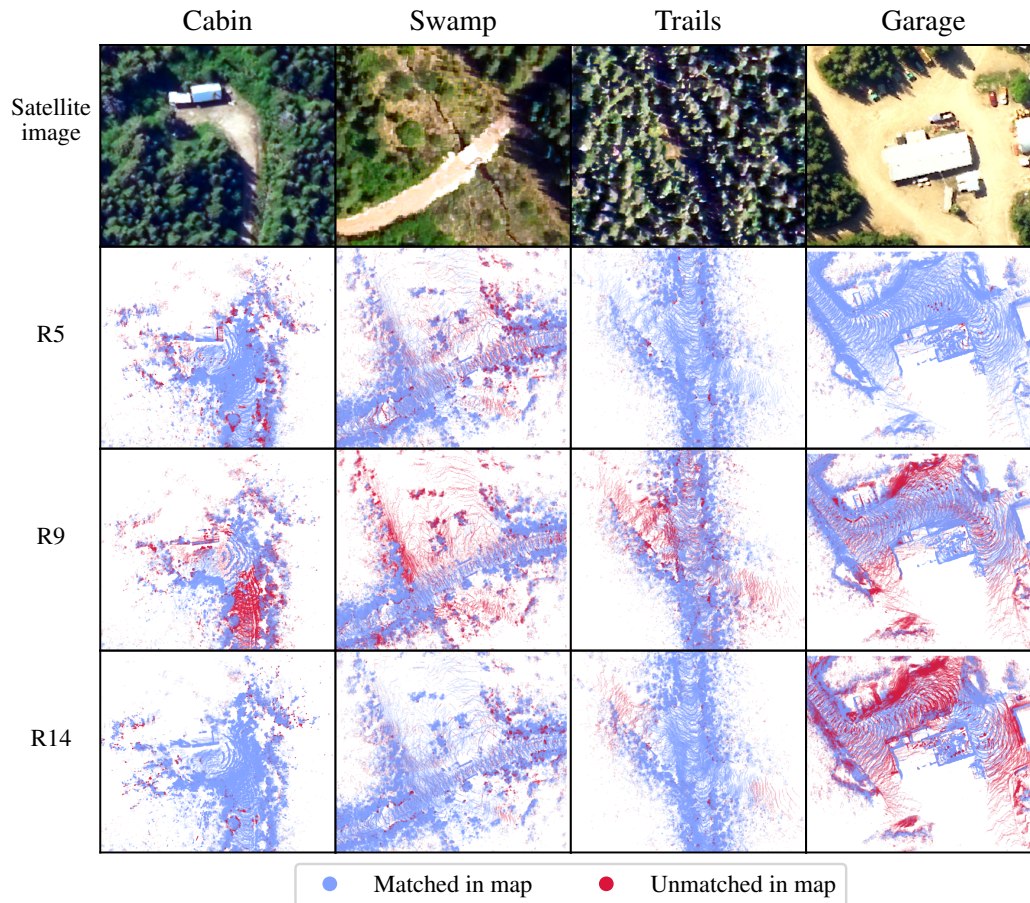 Cabin Swamp Trails Garage
Satellite
image
R5
R9
R14
Matched in map Unmatched in map